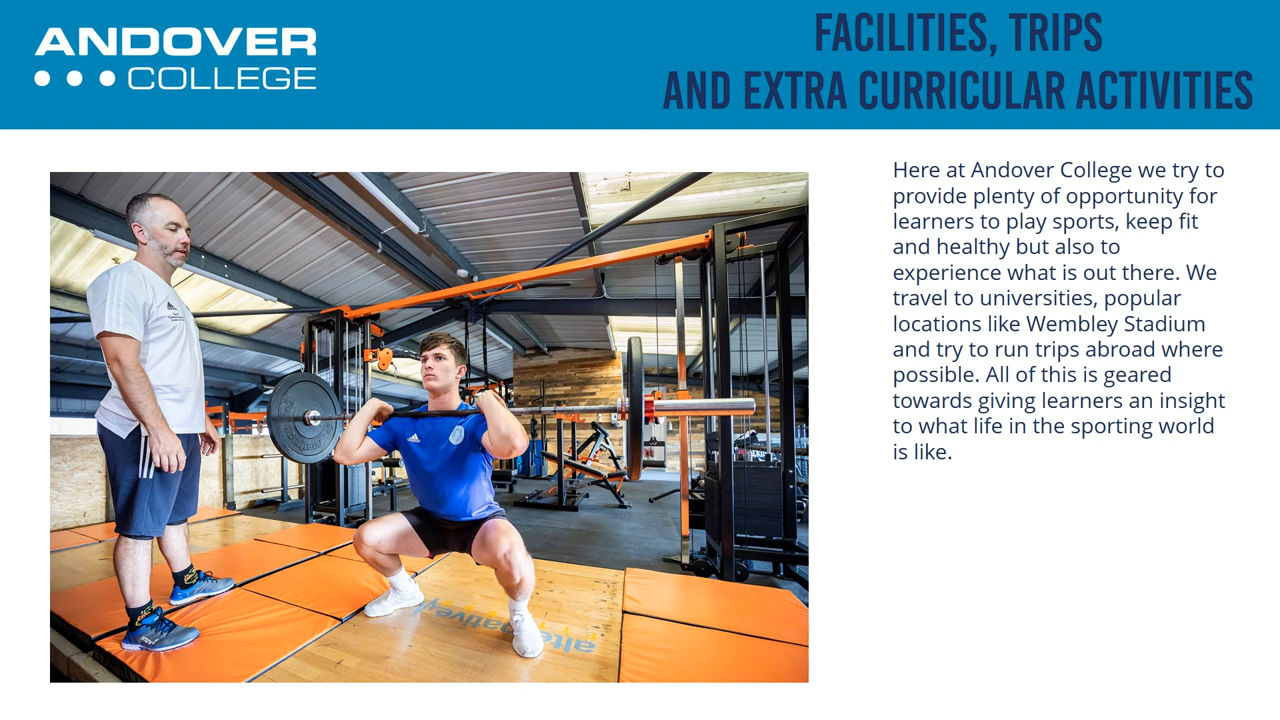 ANDOVER
COLLEGE
FACILITIES, TRIPS
AND EXTRA CURRICULAR ACTIVITIES
Here at Andover College we try to
provide plenty of opportunity for
learners to play sports, keep fit
and healthy but also to
experience what is out there. We
travel to universities, popular
locations like Wembley Stadium
and try to run trips abroad where
possible. All of this is geared
towards giving learners an insight
to what life in the sporting world
is like.